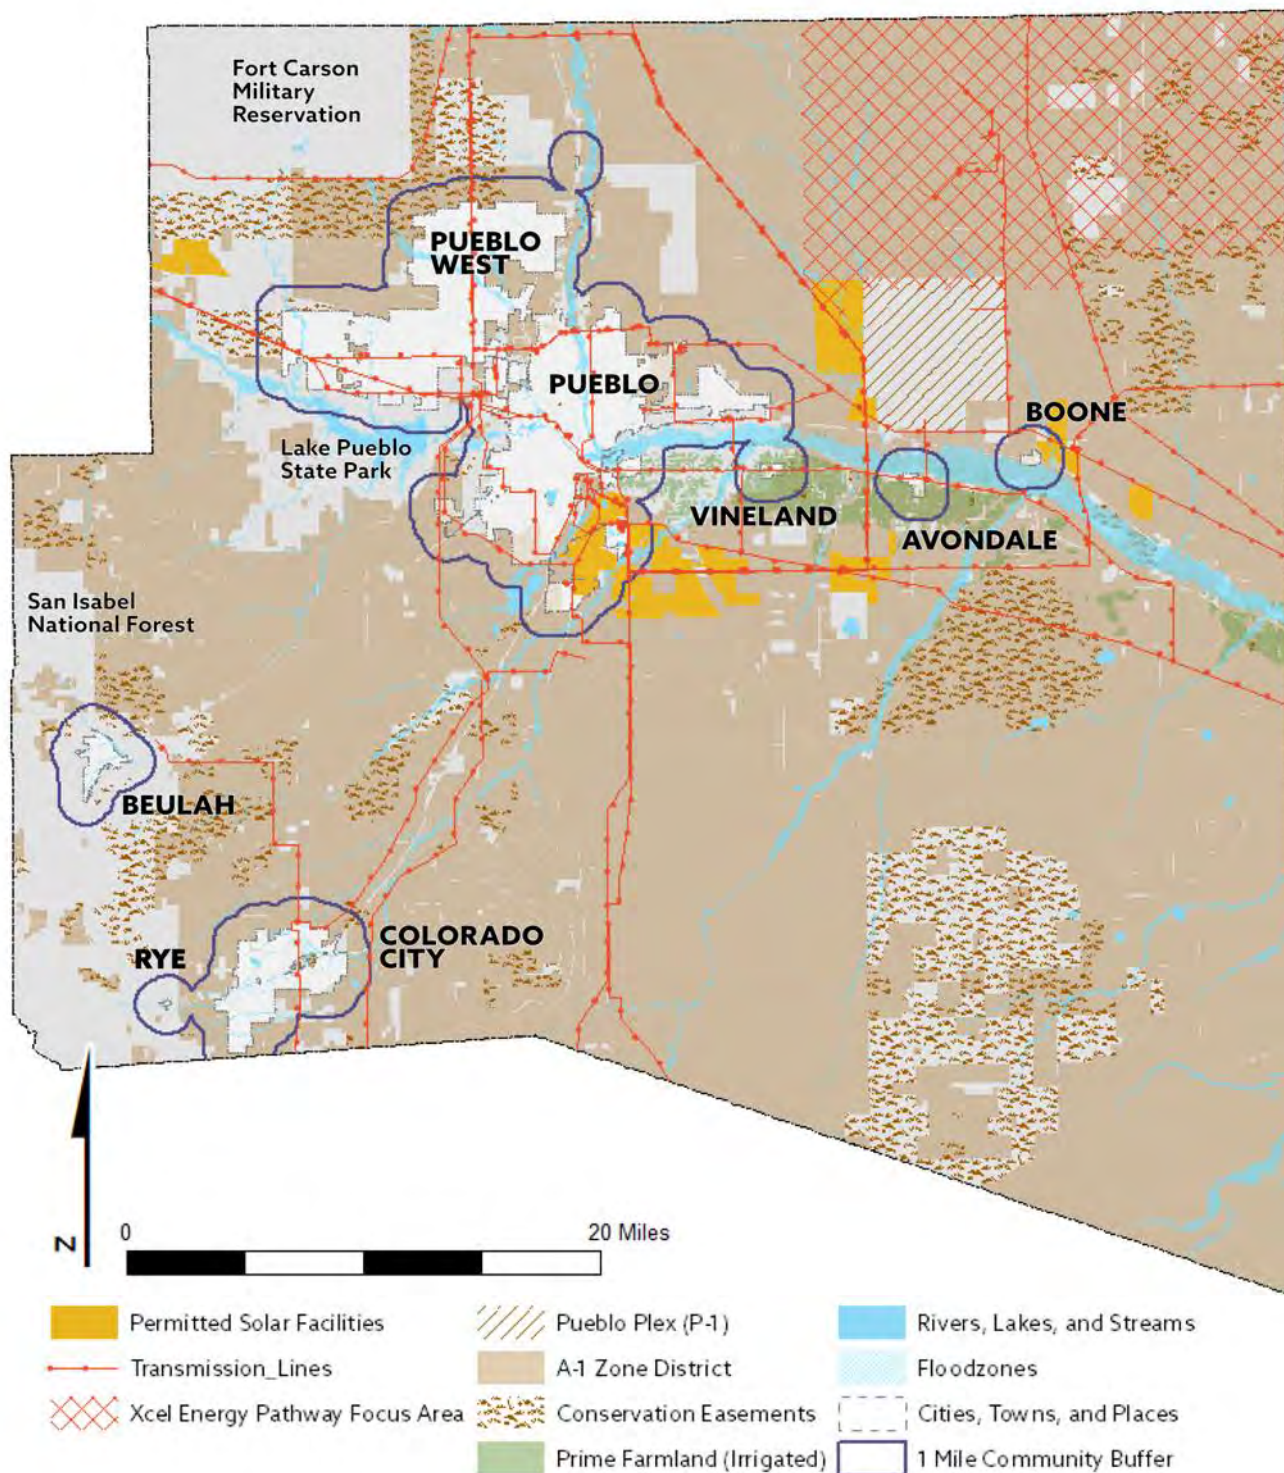 Fort Carson
Military
Reservation
PUEBLO
WEST
PUEBLO
BOONE
Lake Pueblo
State Park
VINELAND
AVONDALE
San Isabel
National Forest
BEULAH
COLORADO
CITY
RYE
N
0
20 Miles
Permitted Solar Facilities
Pueblo Plex (P-1)
Rivers, Lakes, and Streams
Transmission_Lines
A-1 Zone District
Floodzones
Xcel Energy Pathway Focus Area
Conservation Easements
Cities, Towns, and Places
Prime Farmland (Irrigated)
1 Mile Community Buffer